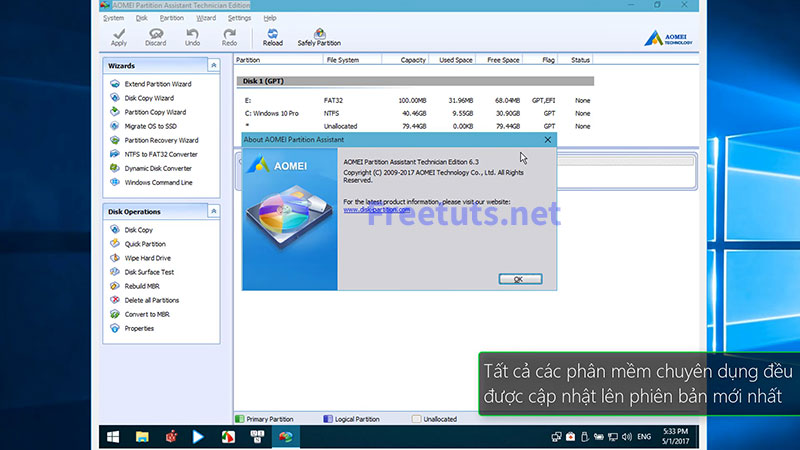 AOMEI Partition Assistant Technician Edition
System Disk Partition Wizard Settings Help
Apply Discard Undo Redo Reload Safely Partition
AOMEI
TECHNOLOGY
Wizards
Extend Partition Wizard
Disk Copy Wizard
Partition Copy Wizard
Migrate OS to SSD
Partition Recovery Wizard
NTFS to FAT32 Converter
Dynamic Disk Converter
Windows Command Line
Disk Operations
Disk Copy
Quick Partition
Wipe Hard Drive
Disk Surface Test
Rebuild MBR
Delete all Partitions
Convert to MBR
Properties
Partition File System Capacity Used Space Free Space Flag Status
Disk 1 (GPT)
E: FAT32 100.00MB 31.96MB 68.04MB GPT,EFI None
C: Windows 10 Pro NTFS 40.46GB 9.55GB 30.90GB GPT None
* Unallocated 79.44GB 0.00KB 79.44GB GPT None
About AOMEI Partition Assistant
AOMEI
AOMEI Partition Assistant Technician Edition 6.3
Copyright (C) 2009-2017 AOMEI Technology Co., Ltd. All Rights
Reserved.
For the latest product information, please visit our website:
www.disk-partition.com
Freetuts.net
OK
Tất cả các phần mềm chuyên dụng đều
được cập nhật lên phiên bản mới nhất
Primary Partition Logical Partition Unallocated
ENG
5:33 PM
5/1/2017